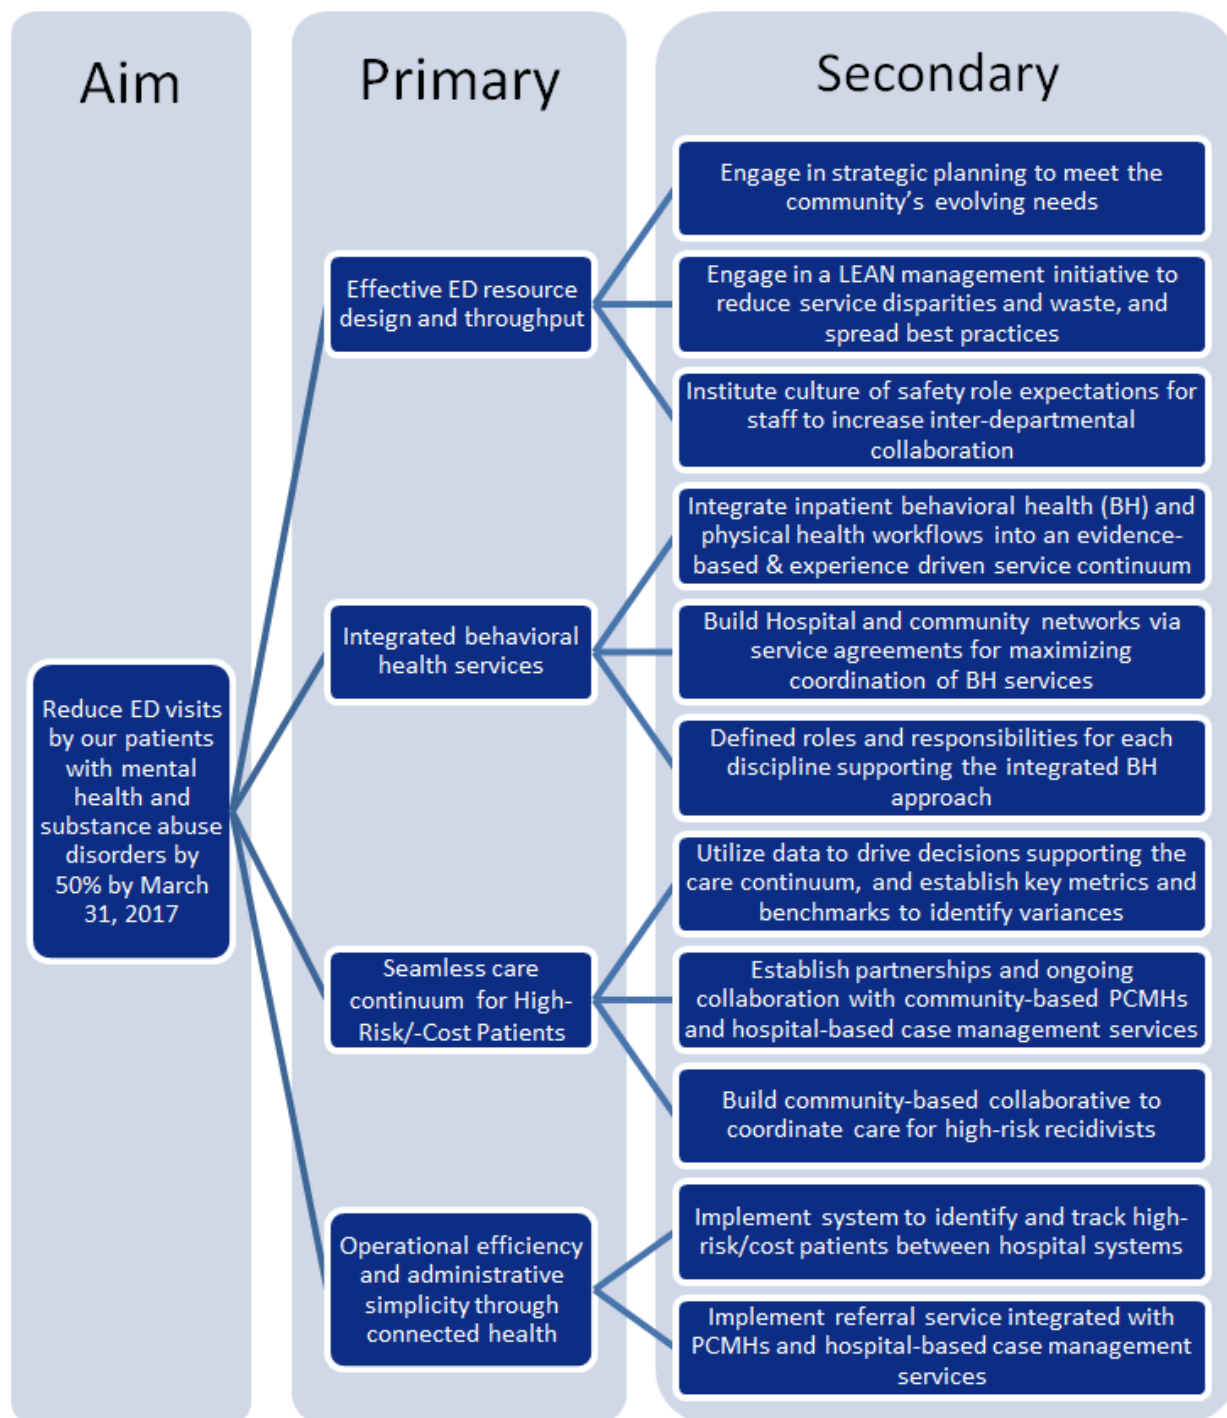 Aim
Primary
Secondary
Reduce ED visits
by our patients
with mental
health and
substance abuse
disorders by
50% by March
31, 2017
Effective ED resource
design and throughput
Engage in strategic planning to meet the
community’s evolving needs
Engage in a LEAN management initiative to
reduce service disparities and waste, and
spread best practices
Institute culture of safety role expectations for
staff to increase inter-departmental
collaboration
Integrated behavioral
health services
Integrate inpatient behavioral health (BH) and
physical health workflows into an evidence-
based & experience driven service continuum
Build Hospital and community networks via
service agreements for maximizing
coordination of BH services
Defined roles and responsibilities for each
discipline supporting the integrated BH
approach
Seamless care
continuum for High-
Risk/-Cost Patients
Utilize data to drive decisions supporting the
care continuum, and establish key metrics and
benchmarks to identify variances
Establish partnerships and ongoing
collaboration with community-based PCMHs
and hospital-based case management services
Build community-based collaborative to
coordinate care for high-risk recidivists
Operational efficiency
and administrative
simplicity through
connected health
Implement system to identify and track high-
risk/cost patients between hospital systems
Implement referral service integrated with
PCMHs and hospital-based case management
services